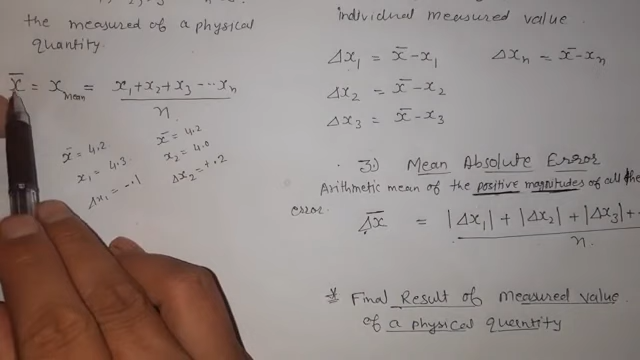 the measured of a physical
quantity.
x̄ = x_mean = x₁+x₂+x₃ ---- xₙ
n
x̄ = 4.2
x₁ = 4.3
Δx₁ = -.1
x̄ = 4.2
x₂ = 4.0
Δx₂ = +.2
individual measured value.
Δx₁ = x̄ - x₁
Δxₙ = x̄ - xₙ
Δx₂ = x̄ - x₂
Δx₃ = x̄ - x₃
3) Mean Absolute Error
Arithmetic mean of the positive magnitudes of all the
error.
Δx̄ = |Δx₁| + |Δx₂| + |Δx₃| +
n
* Final Result of Measured value
of a physical quantity